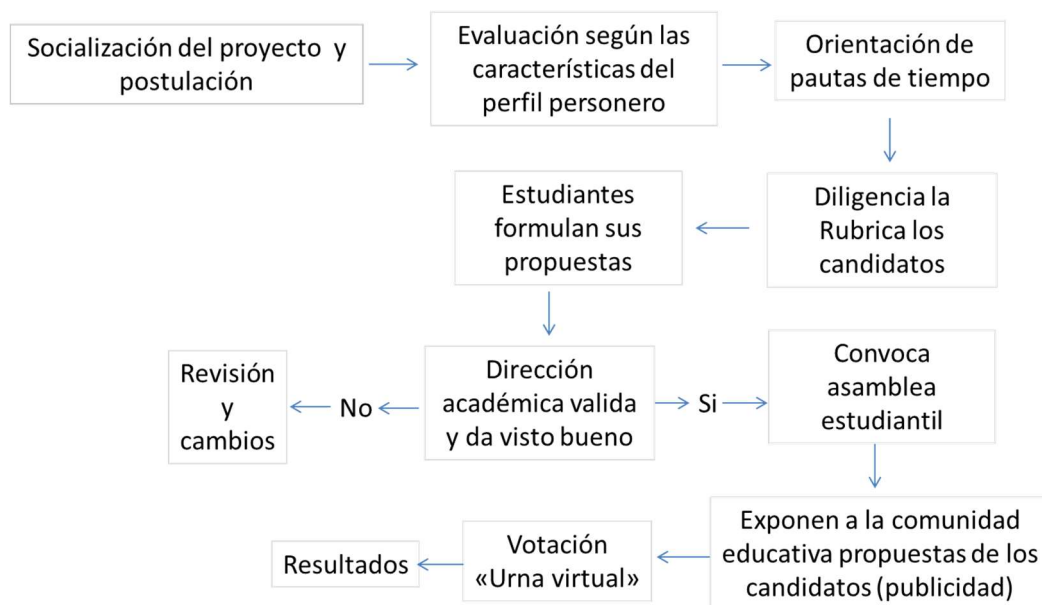 Socialización del proyecto y
postulación
Evaluación según las
características del
perfil personero
Orientación de
pautas de tiempo
Diligencia la
Rubrica los
candidatos
Estudiantes
formulan sus
propuestas
Dirección
académica valida
y da visto bueno
No
Revisión
y
cambios
Si
Convoca
asamblea
estudiantil
Exponen a la comunidad
educativa propuestas de los
candidatos (publicidad)
Votación
«Urna virtual»
Resultados